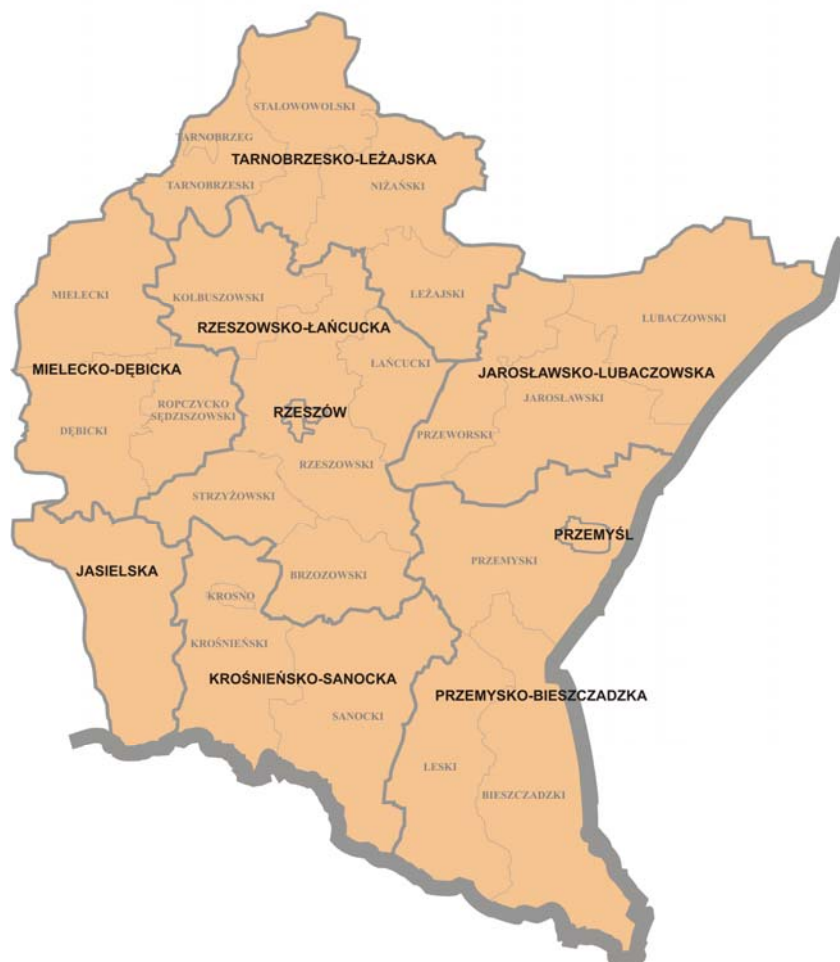 STALOWOWOLSKI
TARNOBRZEG
TARNOBRZESKO-LEŻAJSKA
TARNOBRZESKI
NIŻAŃSKI
MIELECKI
KOLBUSZOWSKI
LEŻAJSKI
LUBACZOWSKI
RZESZOWSKO-ŁAŃCUCKA
ŁAŃCUCKI
MIELECKO-DĘBICKA
JAROSŁAWSKO-LUBACZOWSKA
JAROSŁAWSKI
ROPCZYCKO
SĘDZISZOWSKI
RZESZÓW
DĘBICKI
PRZEWORSKI
RZESZOWSKI
STRZYŻOWSKI
PRZEMYŚL
PRZEMYSKI
JASIELSKA
BRZOZOWSKI
KROSNO
KROŚNIEŃSKI
KROŚNIEŃSKO-SANOCKA
PRZEMYSKO-BIESZCZADZKA
SANOCKI
LESKI
BIESZCZADZKI